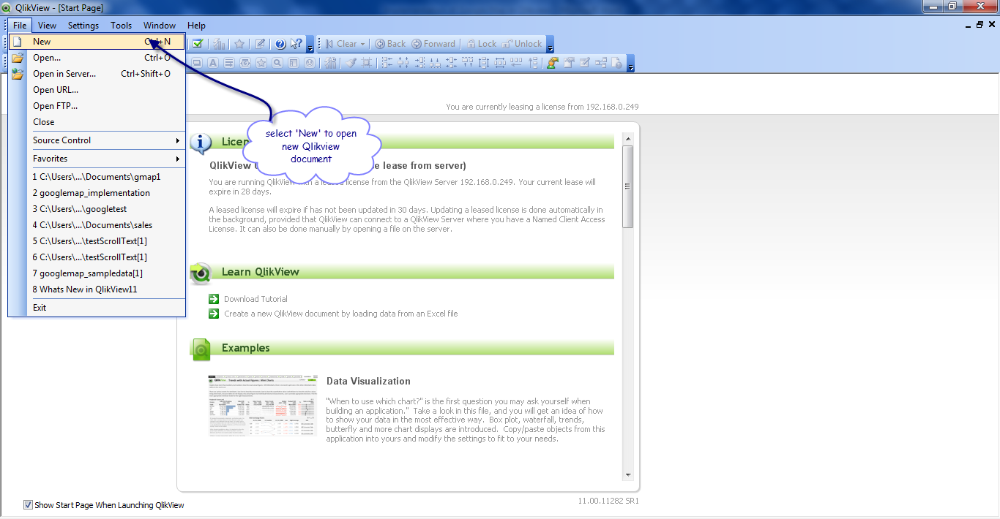 QlikView - [Start Page]
File View Settings Tools Window Help
New Ctrl+N
Open... Ctrl+O
Open in Server... Ctrl+Shift+O
Open URL...
Open FTP...
Close
Source Control
Favorites
1 C:\Users\...\Documents\gmap1
2 googlemap_implementation
3 C:\Users\...\googletest
4 C:\Users\...\Documents\sales
5 C:\Users\...\testScrollText[1]
6 C:\Users\...\testScrollText[1]
7 googlemap_sampledata[1]
8 Whats New in QlikView11
Exit
Clear Back Forward Lock Unlock
You are currently leasing a license from 192.168.0.249
select 'New' to open
new Qlikview
document
QlikView lease from server)
You are running QlikView with a leased license from the QlikView Server 192.168.0.249. Your current lease will
expire in 28 days.
A leased license will expire if has not been updated in 30 days. Updating a leased license is done automatically in
the background, provided that QlikView can connect to a QlikView Server where you have a Named Client Access
License. It can also be done manually by opening a file on the server.
Learn QlikView
Download Tutorial
Create a new QlikView document by loading data from an Excel file
Examples
Data Visualization
"When to use which chart?" is the first question you may ask yourself when
building an application." Take a look in this file, and you will get an idea of how
to show your data in the most effective way. Box plot, waterfall, trends,
butterfly and more chart displays are introduced. Copy/paste objects from this
application into yours and modify the settings to fit to your needs.
Show Start Page When Launching QlikView
11.00.11282 SR1